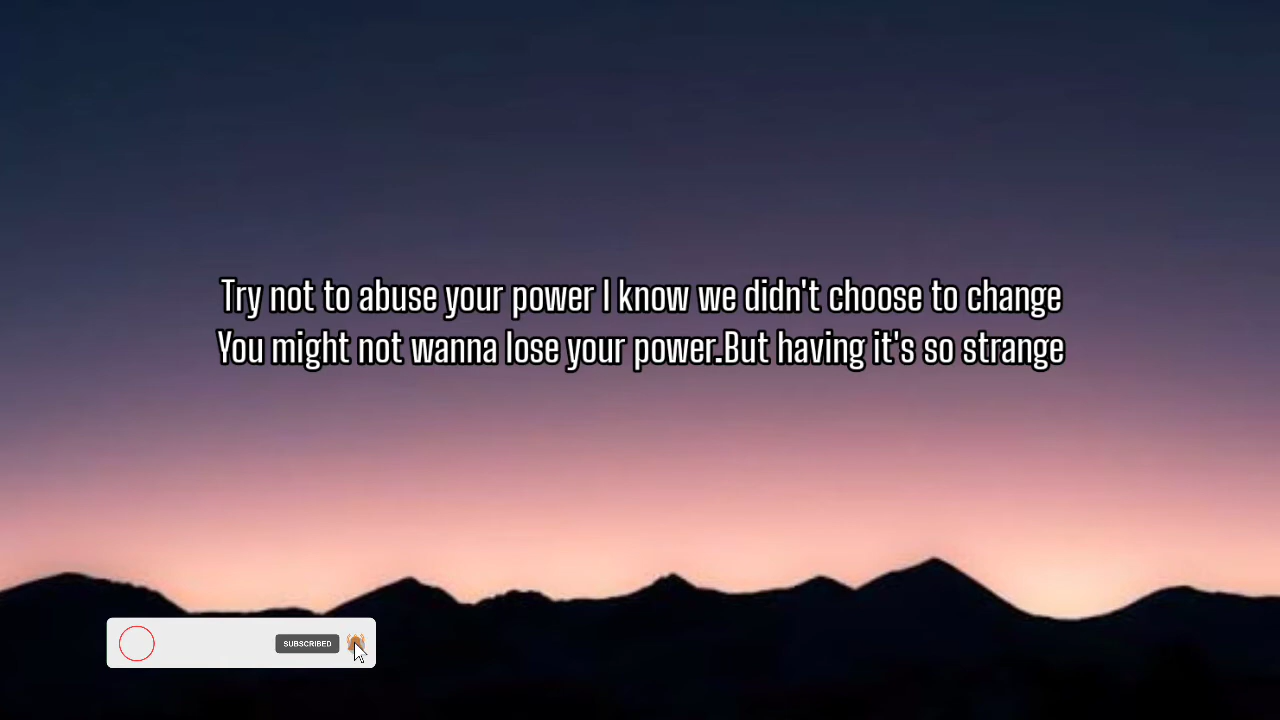 Try not to abuse your power I know we didn't choose to change
You might not wanna lose your power.But having it's so strange
SUBSCRIBED